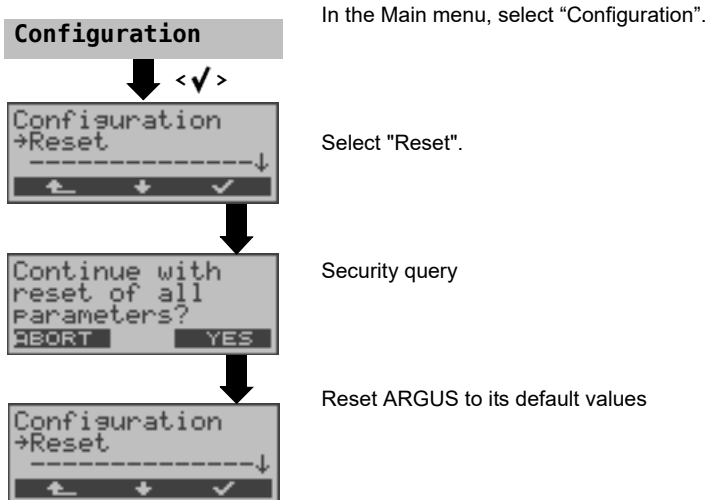 In the Main menu, select “Configuration”.
Configuration
<✓>
Configuration
→Reset
---------------↓
Select "Reset".
Continue with
reset of all
parameters?
ABORT YES
Security query
Reset ARGUS to its default values
Configuration
→Reset
---------------↓